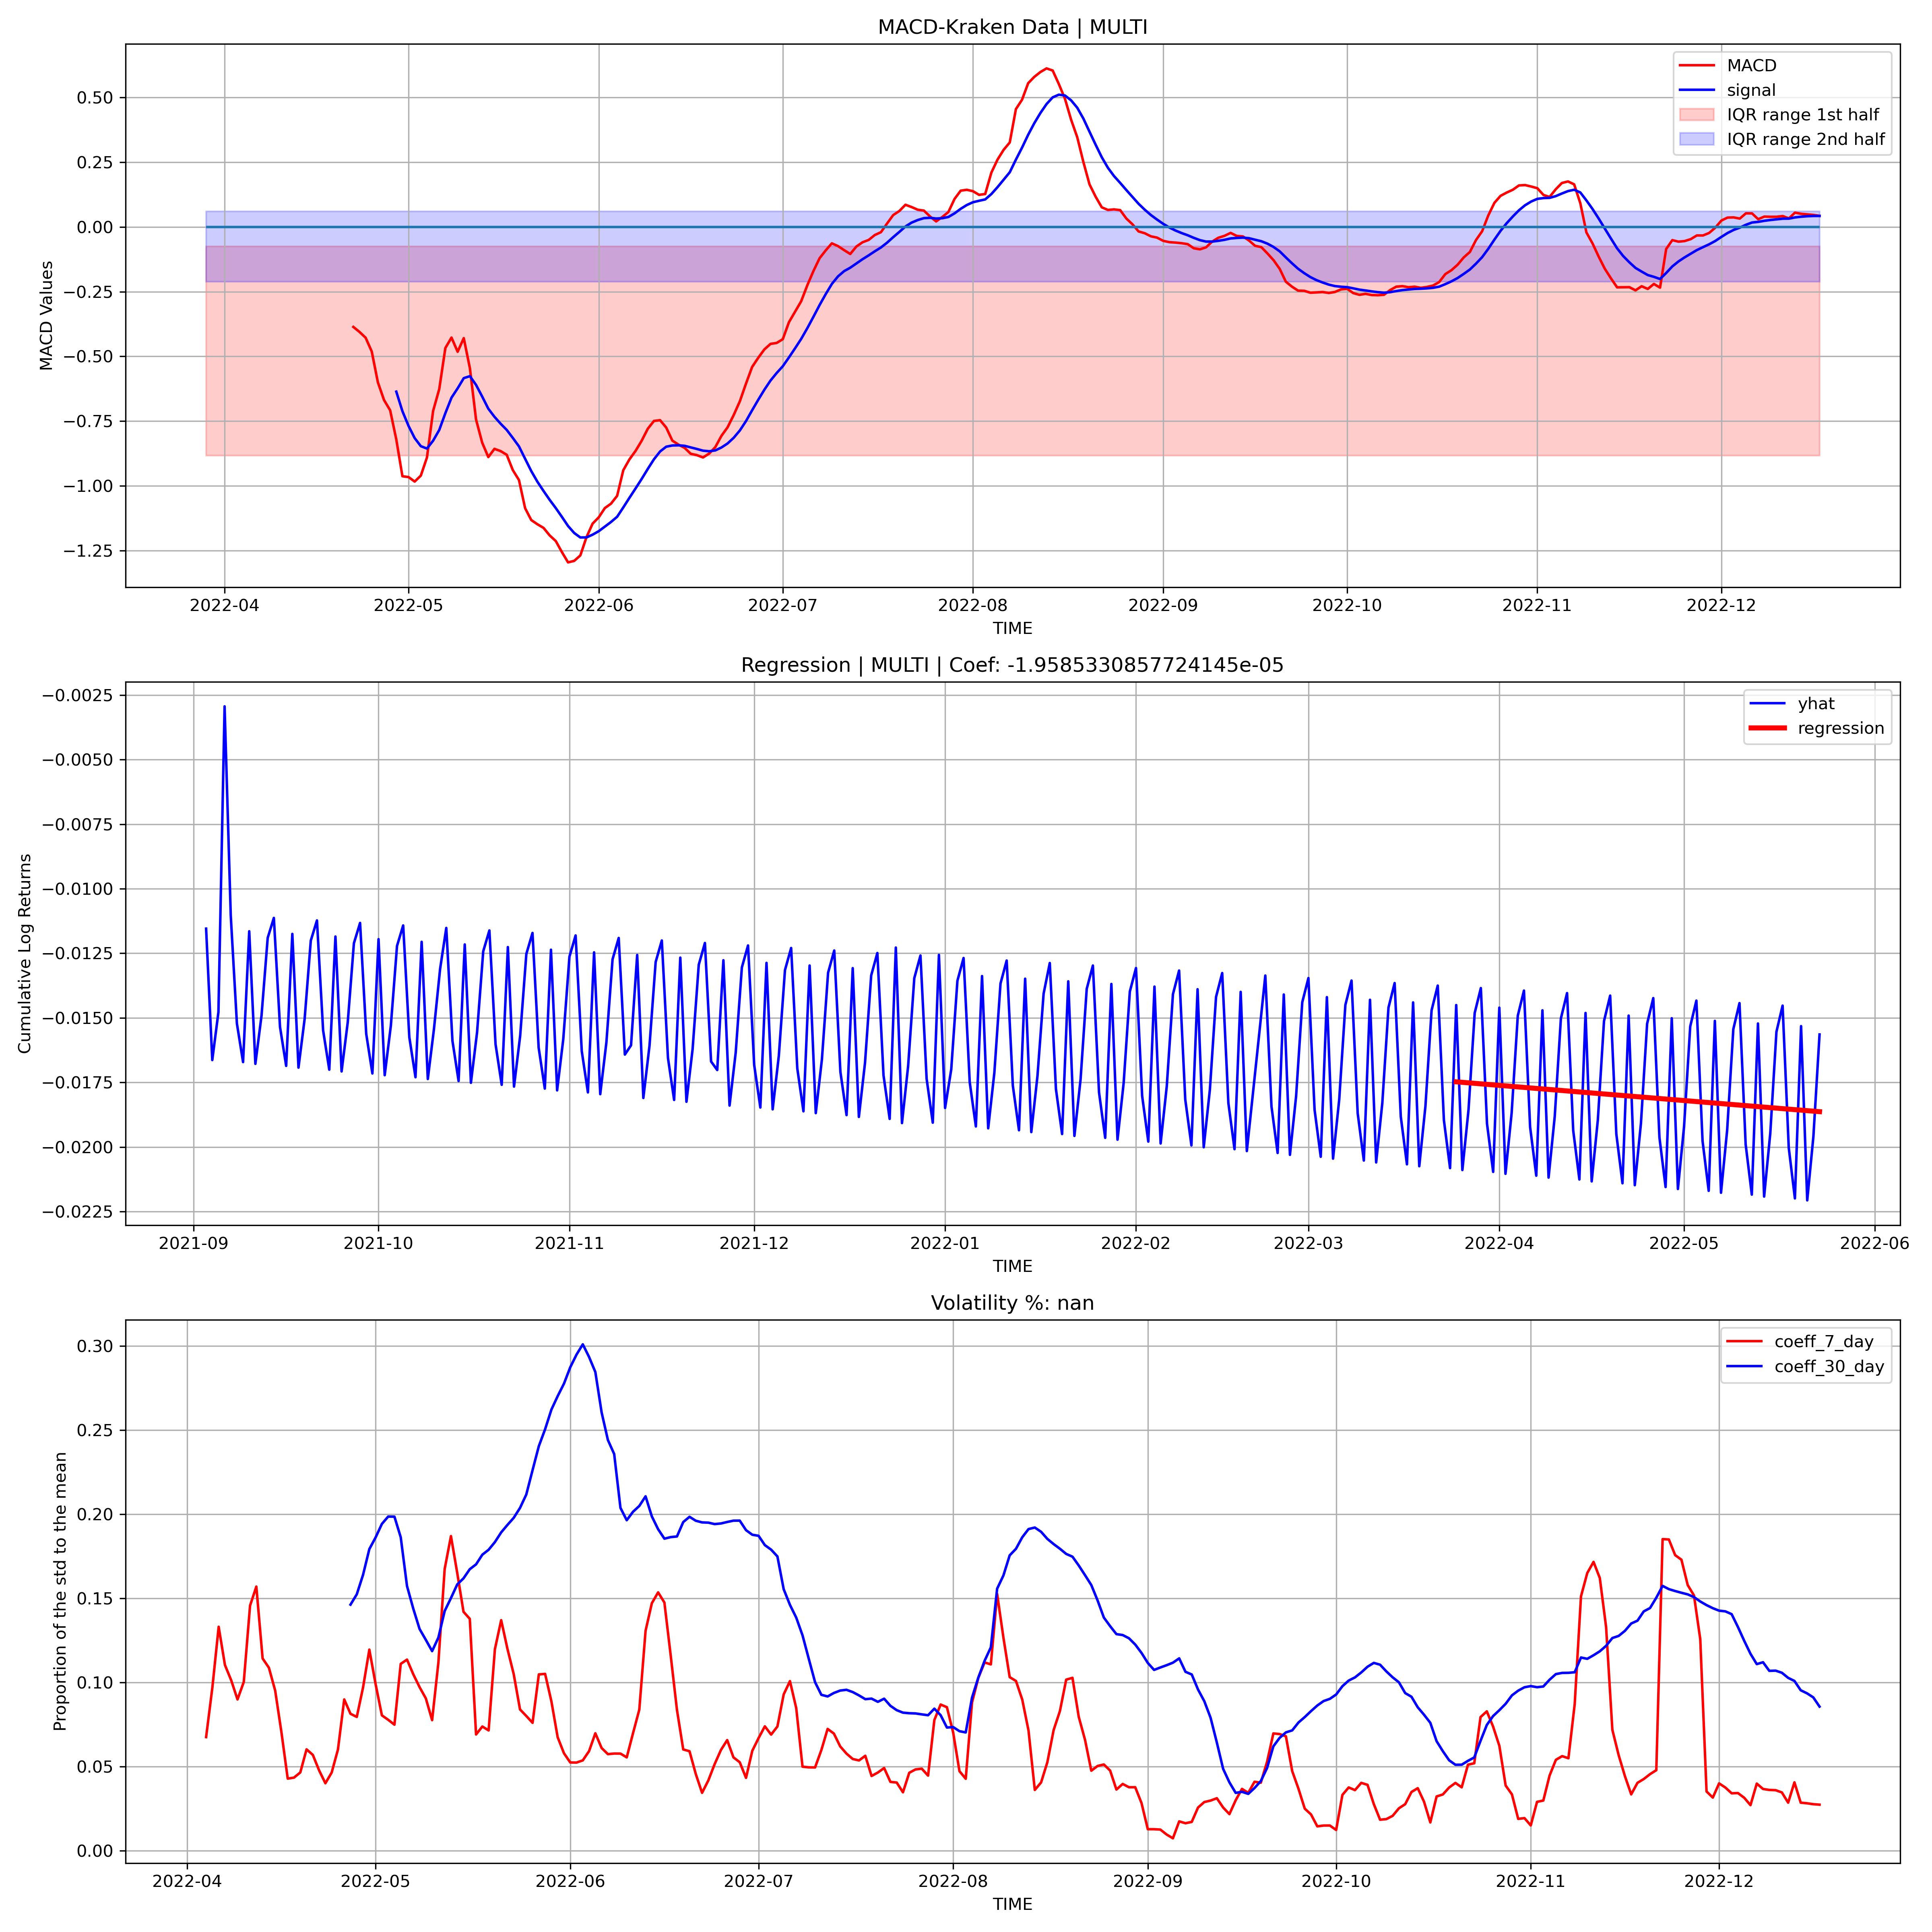 MACD-Kraken Data | MULTI
MACD Values
0.50
0.25
0.00
−0.25
−0.50
−0.75
−1.00
−1.25
MACD
signal
IQR range 1st half
IQR range 2nd half
2022-04 2022-05 2022-06 2022-07 2022-08 2022-09 2022-10 2022-11 2022-12
TIME
Regression | MULTI | Coef: -1.9585330857724145e-05
Cumulative Log Returns
−0.0025
−0.0050
−0.0075
−0.0100
−0.0125
−0.0150
−0.0175
−0.0200
−0.0225
yhat
regression
2021-09 2021-10 2021-11 2021-12 2022-01 2022-02 2022-03 2022-04 2022-05 2022-06
TIME
Volatility %: nan
Proportion of the std to the mean
0.30
0.25
0.20
0.15
0.10
0.05
0.00
coeff_7_day
coeff_30_day
2022-04 2022-05 2022-06 2022-07 2022-08 2022-09 2022-10 2022-11 2022-12
TIME